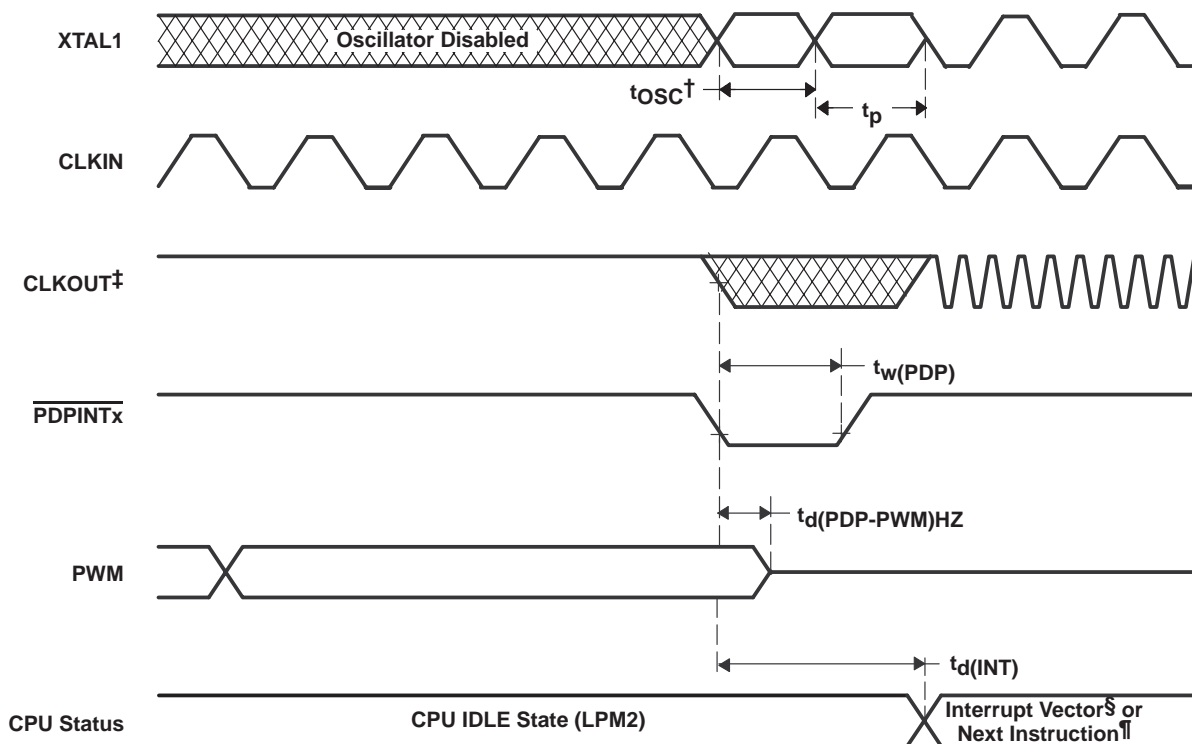 XTAL1
Oscillator Disabled
tOSC†
tp
CLKIN
CLKOUT‡
tw(PDP)
PDPINTx
td(PDP-PWM)HZ
PWM
td(INT)
CPU Status
CPU IDLE State (LPM2)
Interrupt Vector§ or
Next Instruction¶